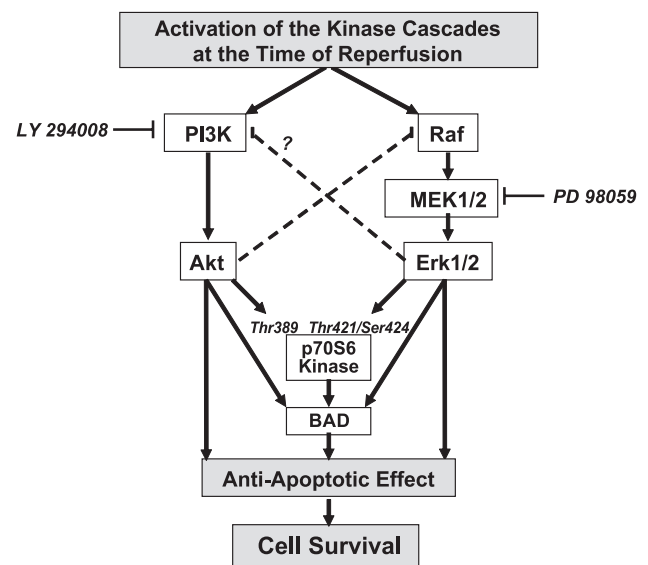 Activation of the Kinase Cascades
at the Time of Reperfusion
LY 294008
PI3K
?
Raf
MEK1/2
PD 98059
Akt
Erk1/2
Thr389 Thr421/Ser424
p70S6
Kinase
BAD
Anti-Apoptotic Effect
Cell Survival